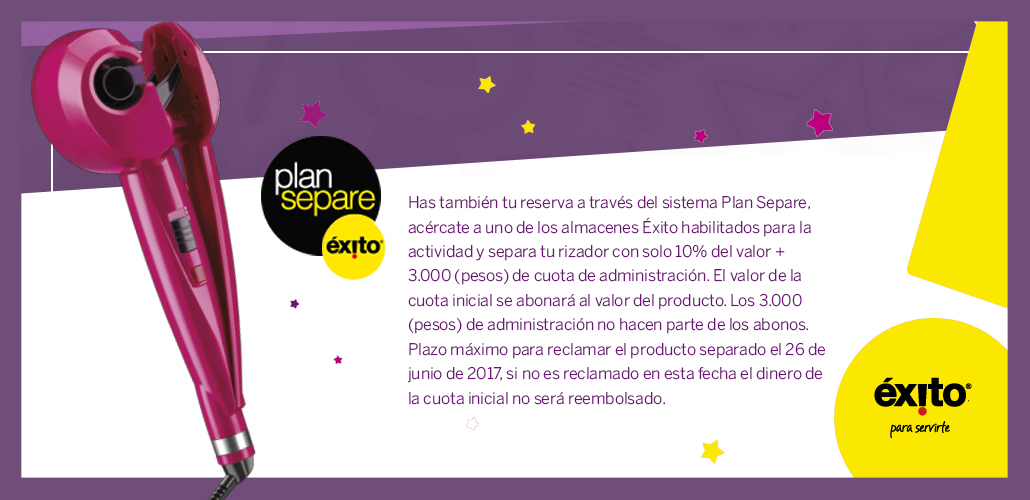 plan
separe
éxito
Has también tu reserva a través del sistema Plan Separe,
acércate a uno de los almacenes Éxito habilitados para la
actividad y separa tu rizador con solo 10% del valor +
3.000 (pesos) de cuota de administración. El valor de la
cuota inicial se abonará al valor del producto. Los 3.000
(pesos) de administración no hacen parte de los abonos.
Plazo máximo para reclamar el producto separado el 26 de
junio de 2017, si no es reclamado en esta fecha el dinero de
la cuota inicial no será reembolsado.
éxito®
para servirte